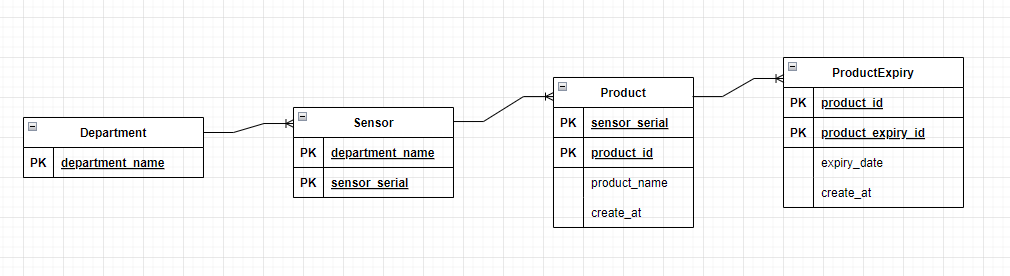 Department
PK department_name
Sensor
PK department_name
PK sensor_serial
Product
PK sensor_serial
PK product_id
product_name
create_at
ProductExpiry
PK product_id
PK product_expiry_id
expiry_date
create_at